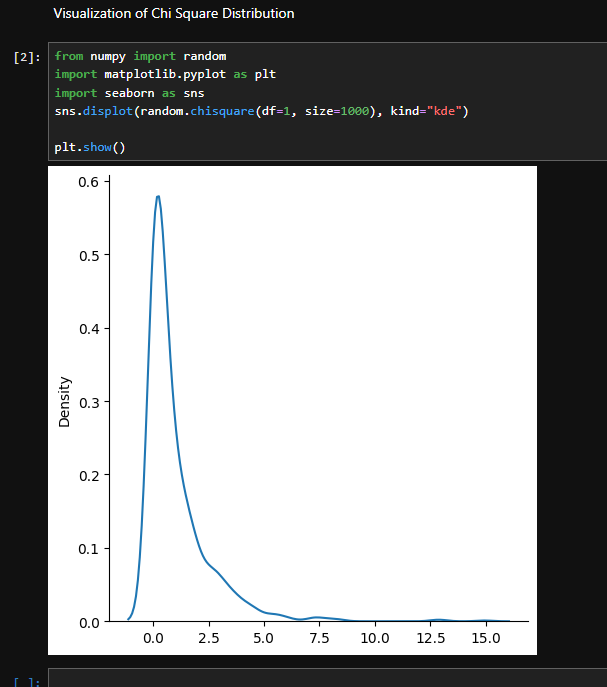 Visualization of Chi Square Distribution
[2]:
from numpy import random
import matplotlib.pyplot as plt
import seaborn as sns
sns.displot(random.chisquare(df=1, size=1000), kind="kde")
plt.show()
0.6
0.5
0.4
0.3
0.2
0.1
0.0
Density
0.0 2.5 5.0 7.5 10.0 12.5 15.0
[ ]: